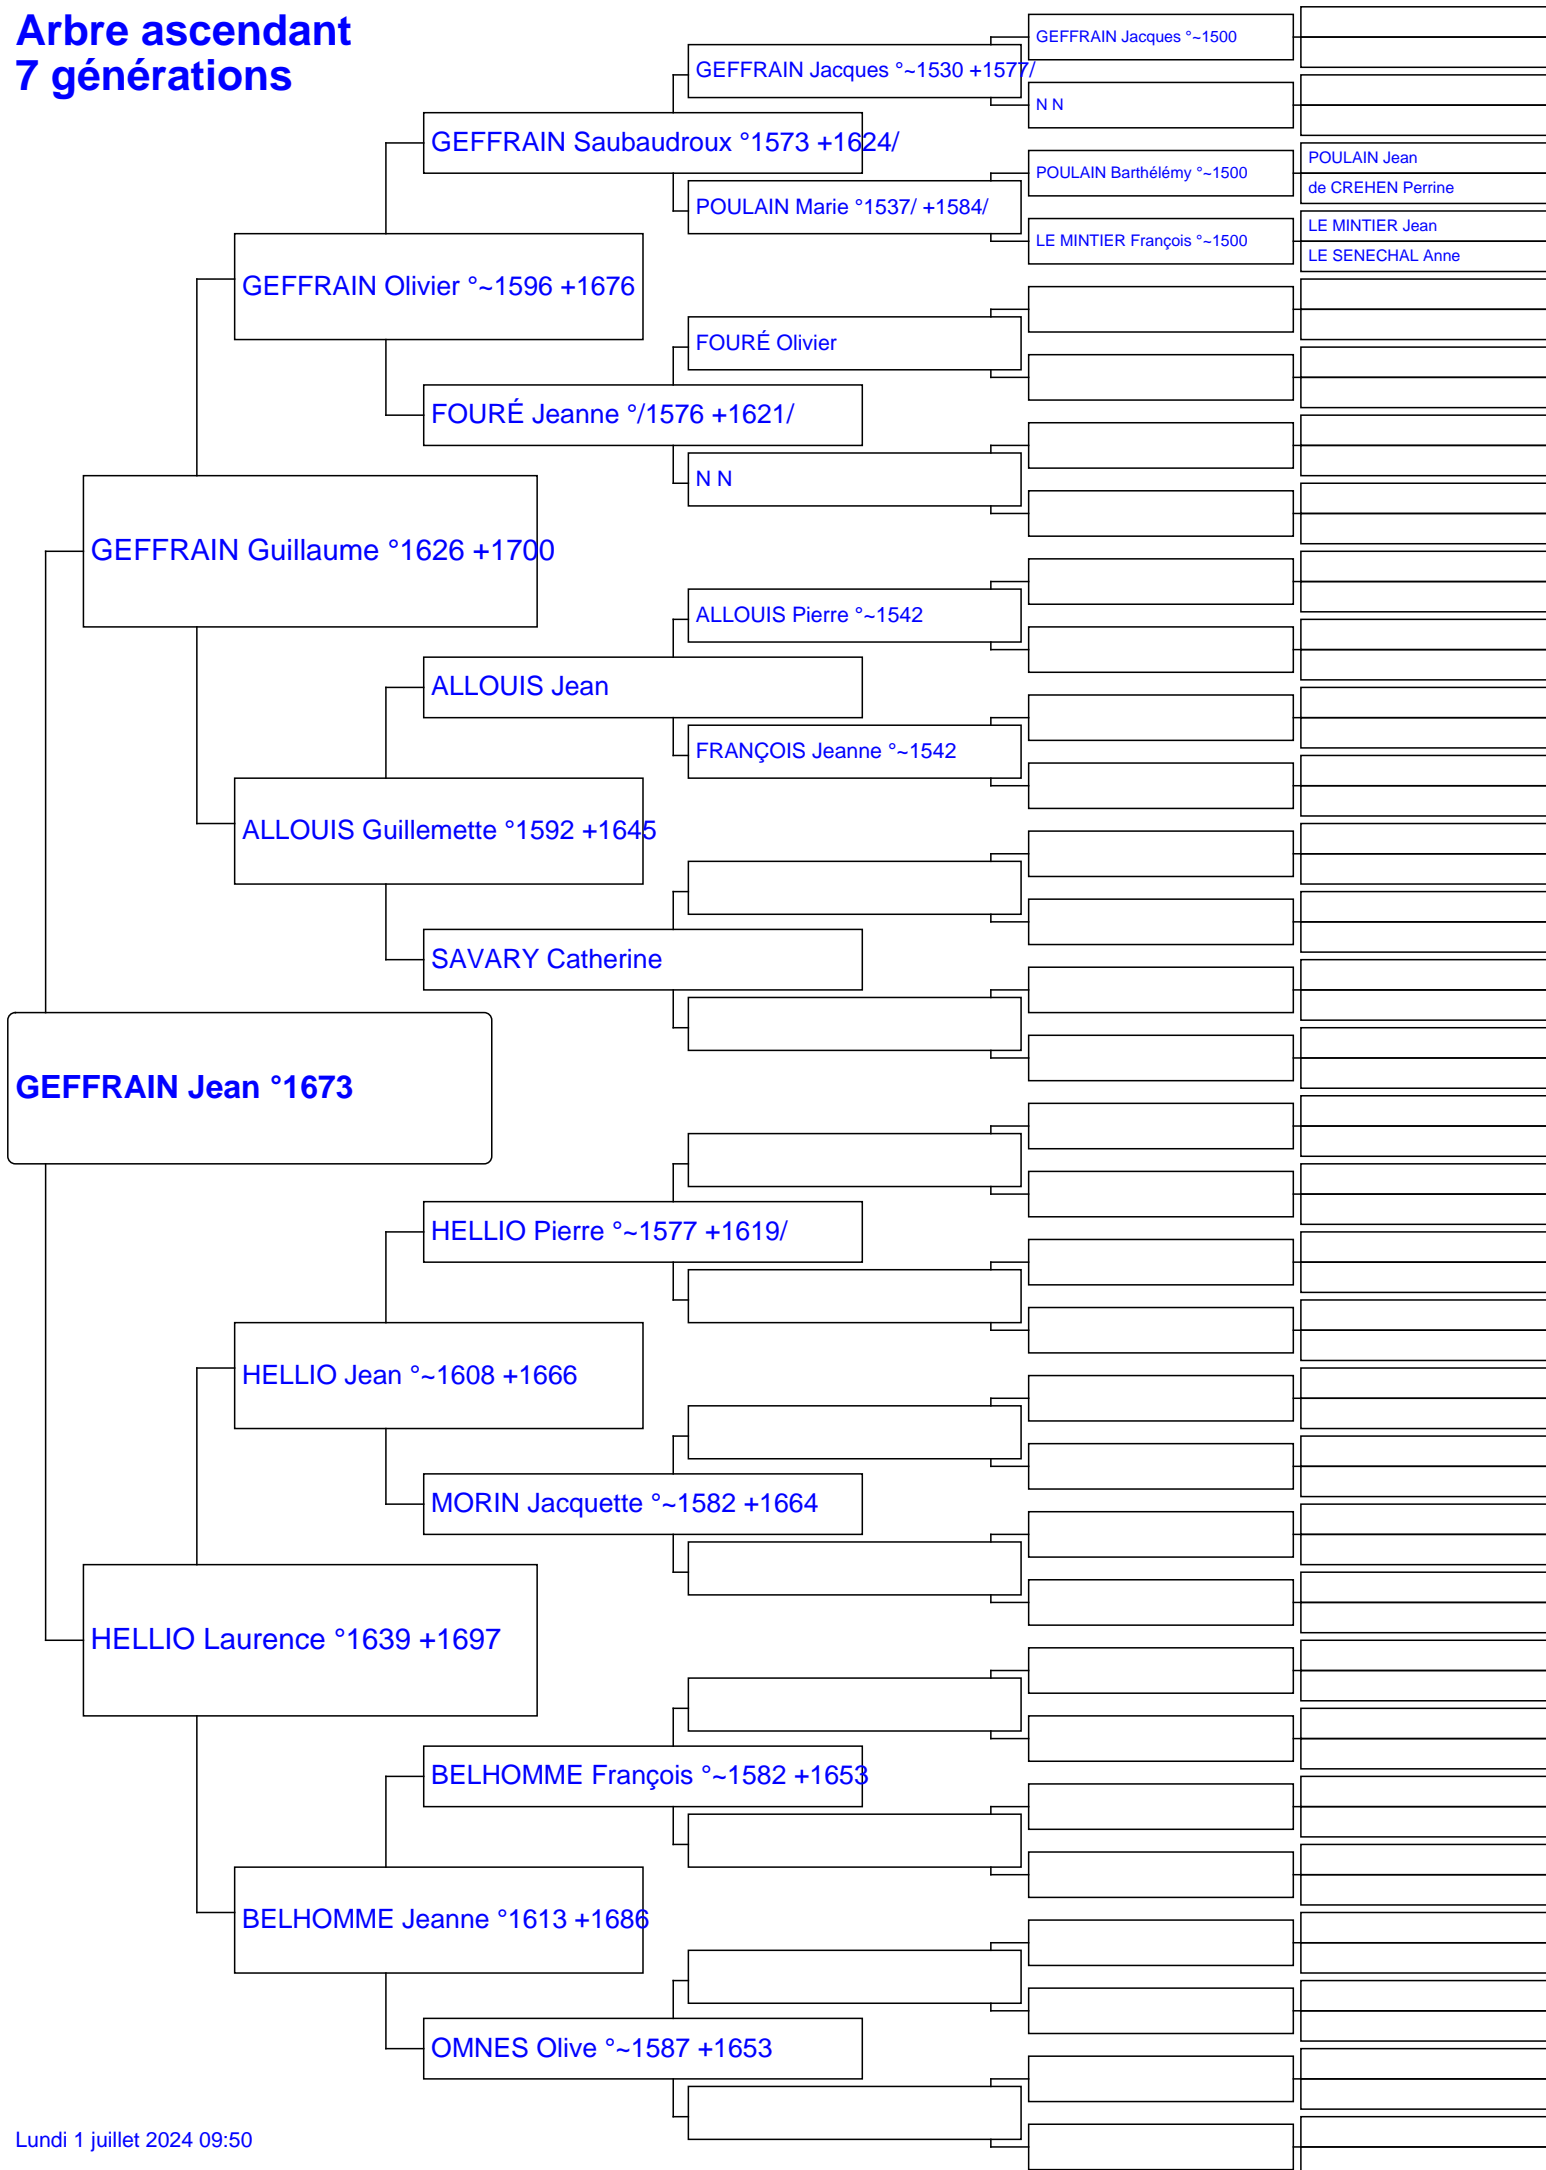 Arbre ascendant
7 générations
GEFFRAIN Jacques °~1500
GEFFRAIN Jacques °~1530 +1577/
N N
GEFFRAIN Saubaudroux °1573 +1624/
POULAIN Jean
POULAIN Barthélémy °~1500
de CREHEN Perrine
POULAIN Marie °1537/ +1584/
LE MINTIER Jean
LE MINTIER François °~1500
LE SENECHAL Anne
GEFFRAIN Olivier °~1596 +1676
FOURÉ Olivier
FOURÉ Jeanne °/1576 +1621/
N N
GEFFRAIN Guillaume °1626 +1700
ALLOUIS Pierre °~1542
ALLOUIS Jean
FRANÇOIS Jeanne °~1542
ALLOUIS Guillemette °1592 +1645
SAVARY Catherine
GEFFRAIN Jean °1673
HELLIO Pierre °~1577 +1619/
HELLIO Jean °~1608 +1666
MORIN Jacquette °~1582 +1664
HELLIO Laurence °1639 +1697
BELHOMME François °~1582 +1653
BELHOMME Jeanne °1613 +1686
OMNES Olive °~1587 +1653
Lundi 1 juillet 2024 09:50